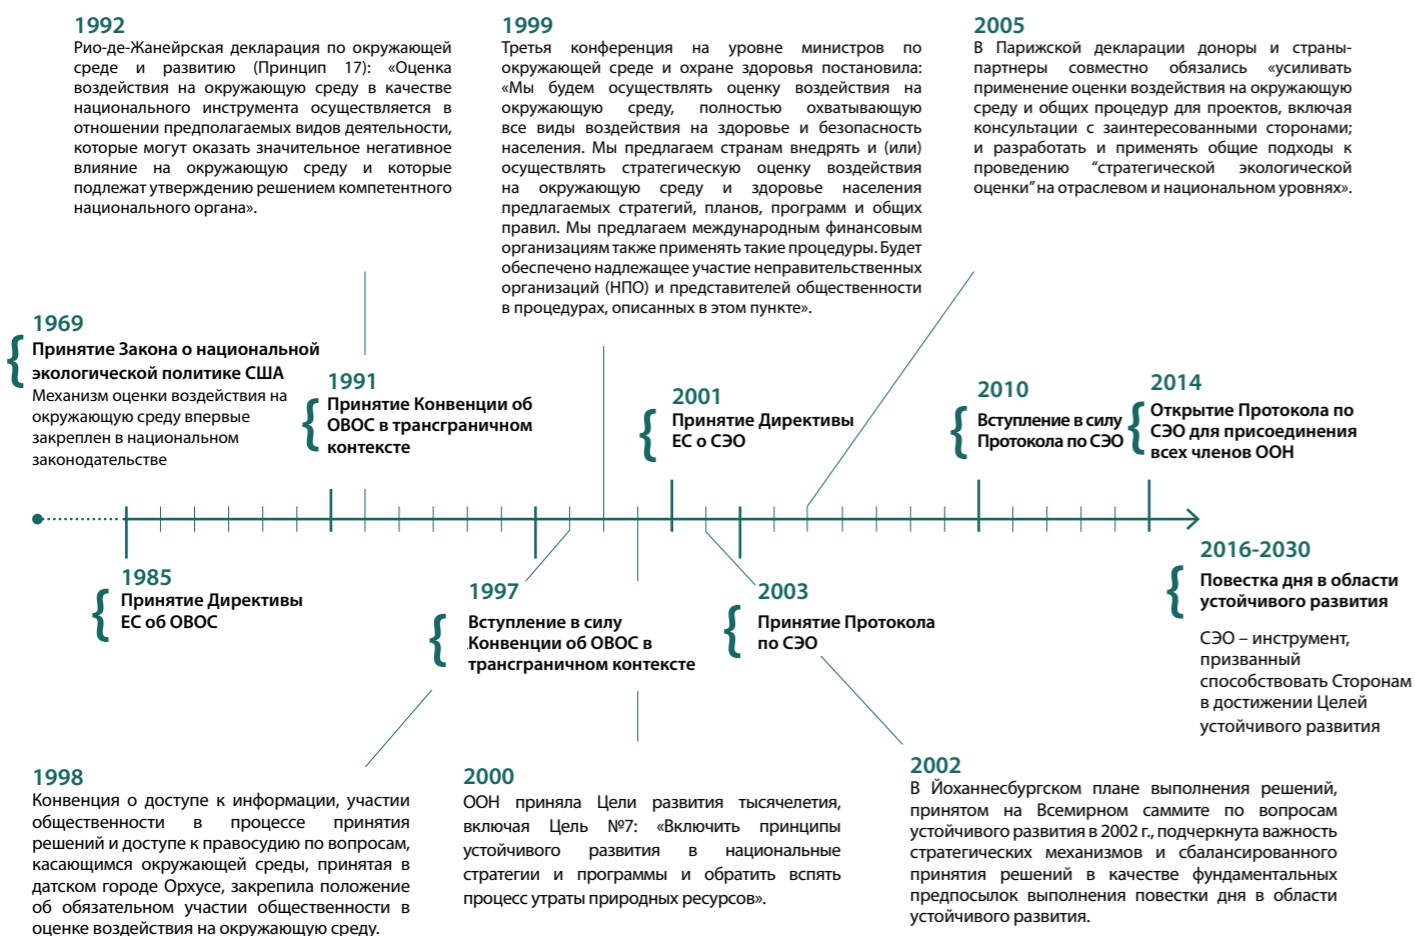 1992
Рио-де-Жанейрская декларация по окружающей
среде и развитию (Принцип 17): «Оценка
воздействия на окружающую среду в качестве
национального инструмента осуществляется в
отношении предполагаемых видов деятельности,
которые могут оказать значительное негативное
влияние на окружающую среду и которые
подлежат утверждению решением компетентного
национального органа».
1999
Третья конференция на уровне министров по
окружающей среде и охране здоровья постановила:
«Мы будем осуществлять оценку воздействия на
окружающую среду, полностью охватывающую
все виды воздействия на здоровье и безопасность
населения. Мы предлагаем странам внедрять и (или)
осуществлять стратегическую оценку воздействия
на окружающую среду и здоровье населения
предлагаемых стратегий, планов, программ и общих
правил. Мы предлагаем международным финансовым
организациям также применять такие процедуры. Будет
обеспечено надлежащее участие неправительственных
организаций (НПО) и представителей общественности
в процедурах, описанных в этом пункте».
2005
В Парижской декларации доноры и страны-
партнеры совместно обязались «усиливать
применение оценки воздействия на окружающую
среду и общих процедур для проектов, включая
консультации с заинтересованными сторонами;
и разработать и применять общие подходы к
проведению “стратегической экологической
оценки” на отраслевом и национальном уровнях».
1969
Принятие Закона о национальной
экологической политике США
Механизм оценки воздействия на
окружающую среду впервые
закреплен в национальном
законодательстве
1991
Принятие Конвенции об
ОВОС в трансграничном
контексте
2001
Принятие Директивы
ЕС о СЭО
2010
Вступление в силу
Протокола по СЭО
2014
Открытие Протокола по
СЭО для присоединения
всех членов ООН
1985
Принятие Директивы
ЕС об ОВОС
1997
Вступление в силу
Конвенции об ОВОС в
трансграничном контексте
2003
Принятие Протокола
по СЭО
2016-2030
Повестка дня в области
устойчивого развития
СЭО – инструмент,
призванный
способствовать Сторонам
в достижении Целей
устойчивого развития
1998
Конвенция о доступе к информации, участии
общественности в процессе принятия
решений и доступе к правосудию по вопросам,
касающимся окружающей среды, принятая в
датском городе Орхусе, закрепила положение
об обязательном участии общественности в
оценке воздействия на окружающую среду.
2000
ООН приняла Цели развития тысячелетия,
включая Цель №7: «Включить принципы
устойчивого развития в национальные
стратегии и программы и обратить вспять
процесс утраты природных ресурсов».
2002
В Йоханнесбургском плане выполнения решений,
принятом на Всемирном саммите по вопросам
устойчивого развития в 2002 г., подчеркнута важность
стратегических механизмов и сбалансированного
принятия решений в качестве фундаментальных
предпосылок выполнения повестки дня в области
устойчивого развития.